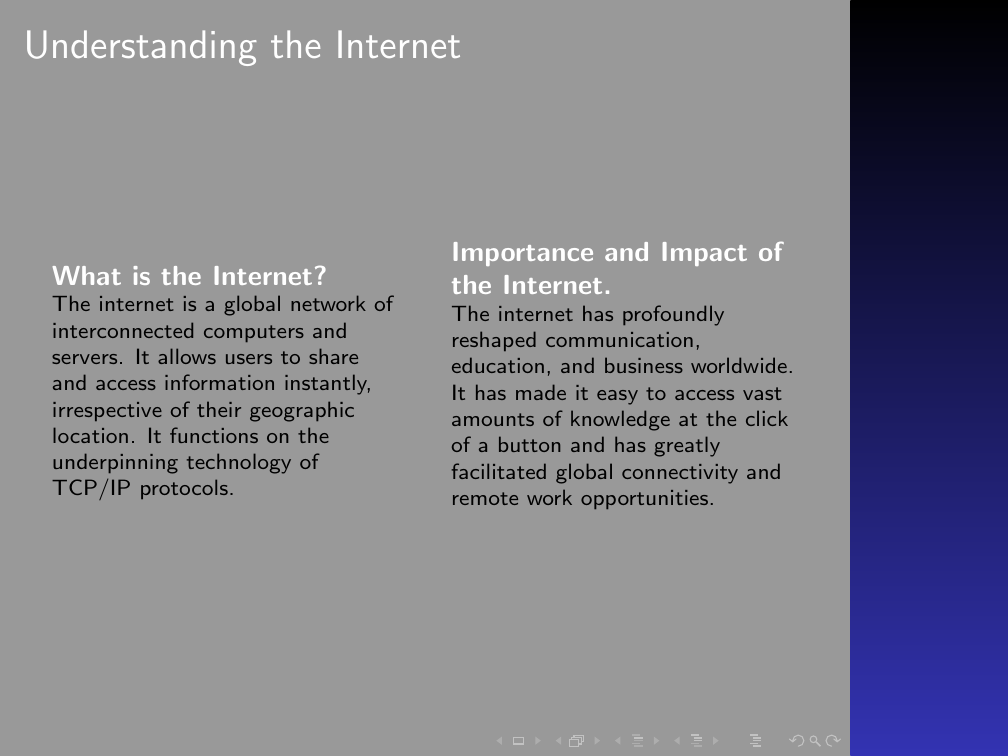 Understanding the Internet
What is the Internet?
The internet is a global network of
interconnected computers and
servers. It allows users to share
and access information instantly,
irrespective of their geographic
location. It functions on the
underpinning technology of
TCP/IP protocols.
Importance and Impact of
the Internet.
The internet has profoundly
reshaped communication,
education, and business worldwide.
It has made it easy to access vast
amounts of knowledge at the click
of a button and has greatly
facilitated global connectivity and
remote work opportunities.